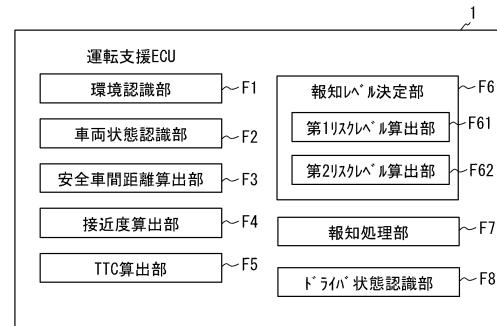 1
運転支援ECU
環境認識部 F1
車両状態認識部 F2
安全車間距離算出部 F3
接近度算出部 F4
TTC算出部 F5
報知レベル決定部 F6
第1リスクレベル算出部 F61
第2リスクレベル算出部 F62
報知処理部 F7
ドライバ状態認識部 F8